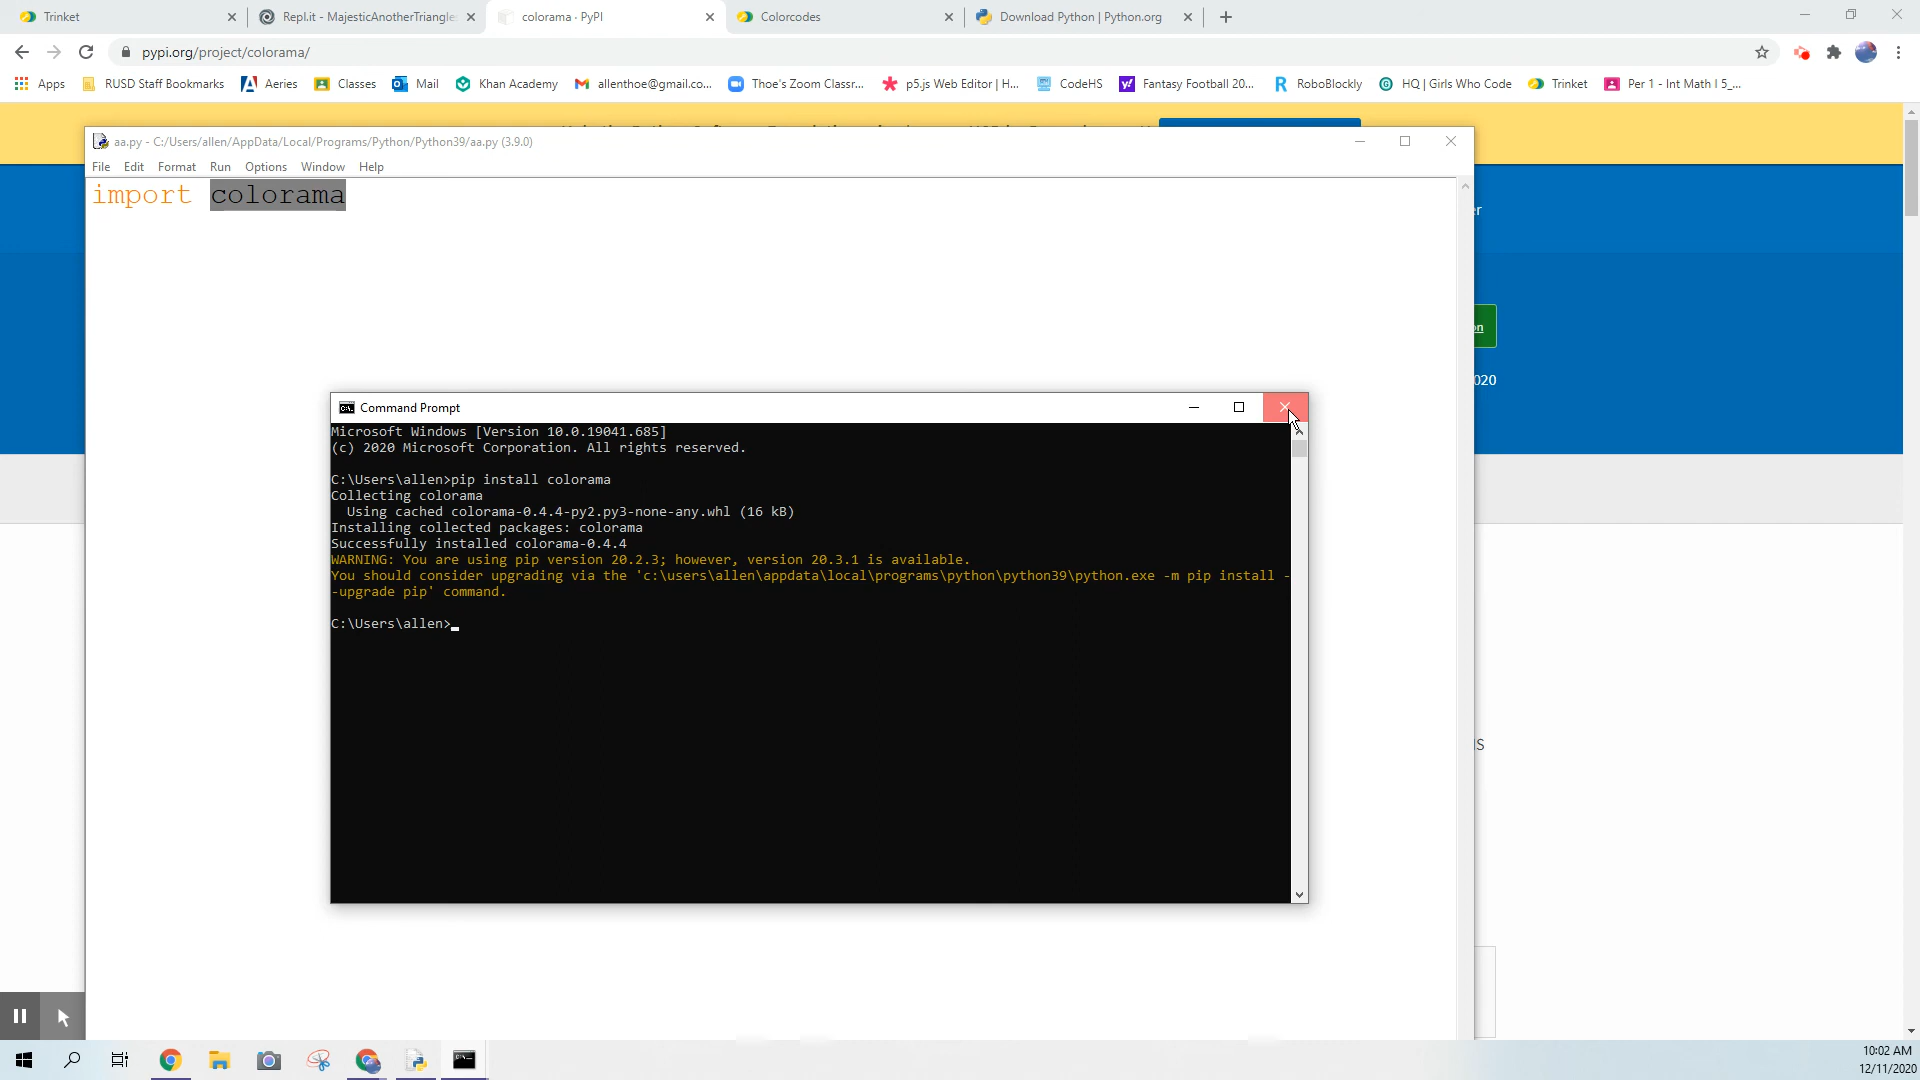 Trinket
Repl.it - MajesticAnotherTriangle
colorama · PyPI
Colorcodes
Download Python | Python.org
pypi.org/project/colorama/
Apps
RUSD Staff Bookmarks
Aeries
Classes
Mail
Khan Academy
allenthoe@gmail.co...
Thoe's Zoom Classr...
p5.js Web Editor | H...
CodeHS
Fantasy Football 20...
RoboBlockly
HQ | Girls Who Code
Trinket
Per 1 - Int Math I 5_...
aa.py - C:/Users/allen/AppData/Local/Programs/Python/Python39/aa.py (3.9.0)
File Edit Format Run Options Window Help
import colorama
er
on
020
Command Prompt
Microsoft Windows [Version 10.0.19041.685]
(c) 2020 Microsoft Corporation. All rights reserved.
C:\Users\allen>pip install colorama
Collecting colorama
Using cached colorama-0.4.4-py2.py3-none-any.whl (16 kB)
Installing collected packages: colorama
Successfully installed colorama-0.4.4
WARNING: You are using pip version 20.2.3; however, version 20.3.1 is available.
You should consider upgrading via the 'c:\users\allen\appdata\local\programs\python\python39\python.exe -m pip install -
-upgrade pip' command.
C:\Users\allen>
10:02 AM
12/11/2020